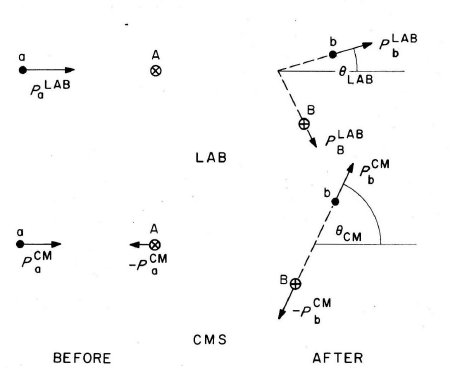 a
A
P_a^LAB
b
P_b^LAB
θ_LAB
B
P_B^LAB
LAB
a
A
P_a^CM
-P_a^CM
P_b^CM
b
θ_CM
B
-P_b^CM
CMS
BEFORE
AFTER